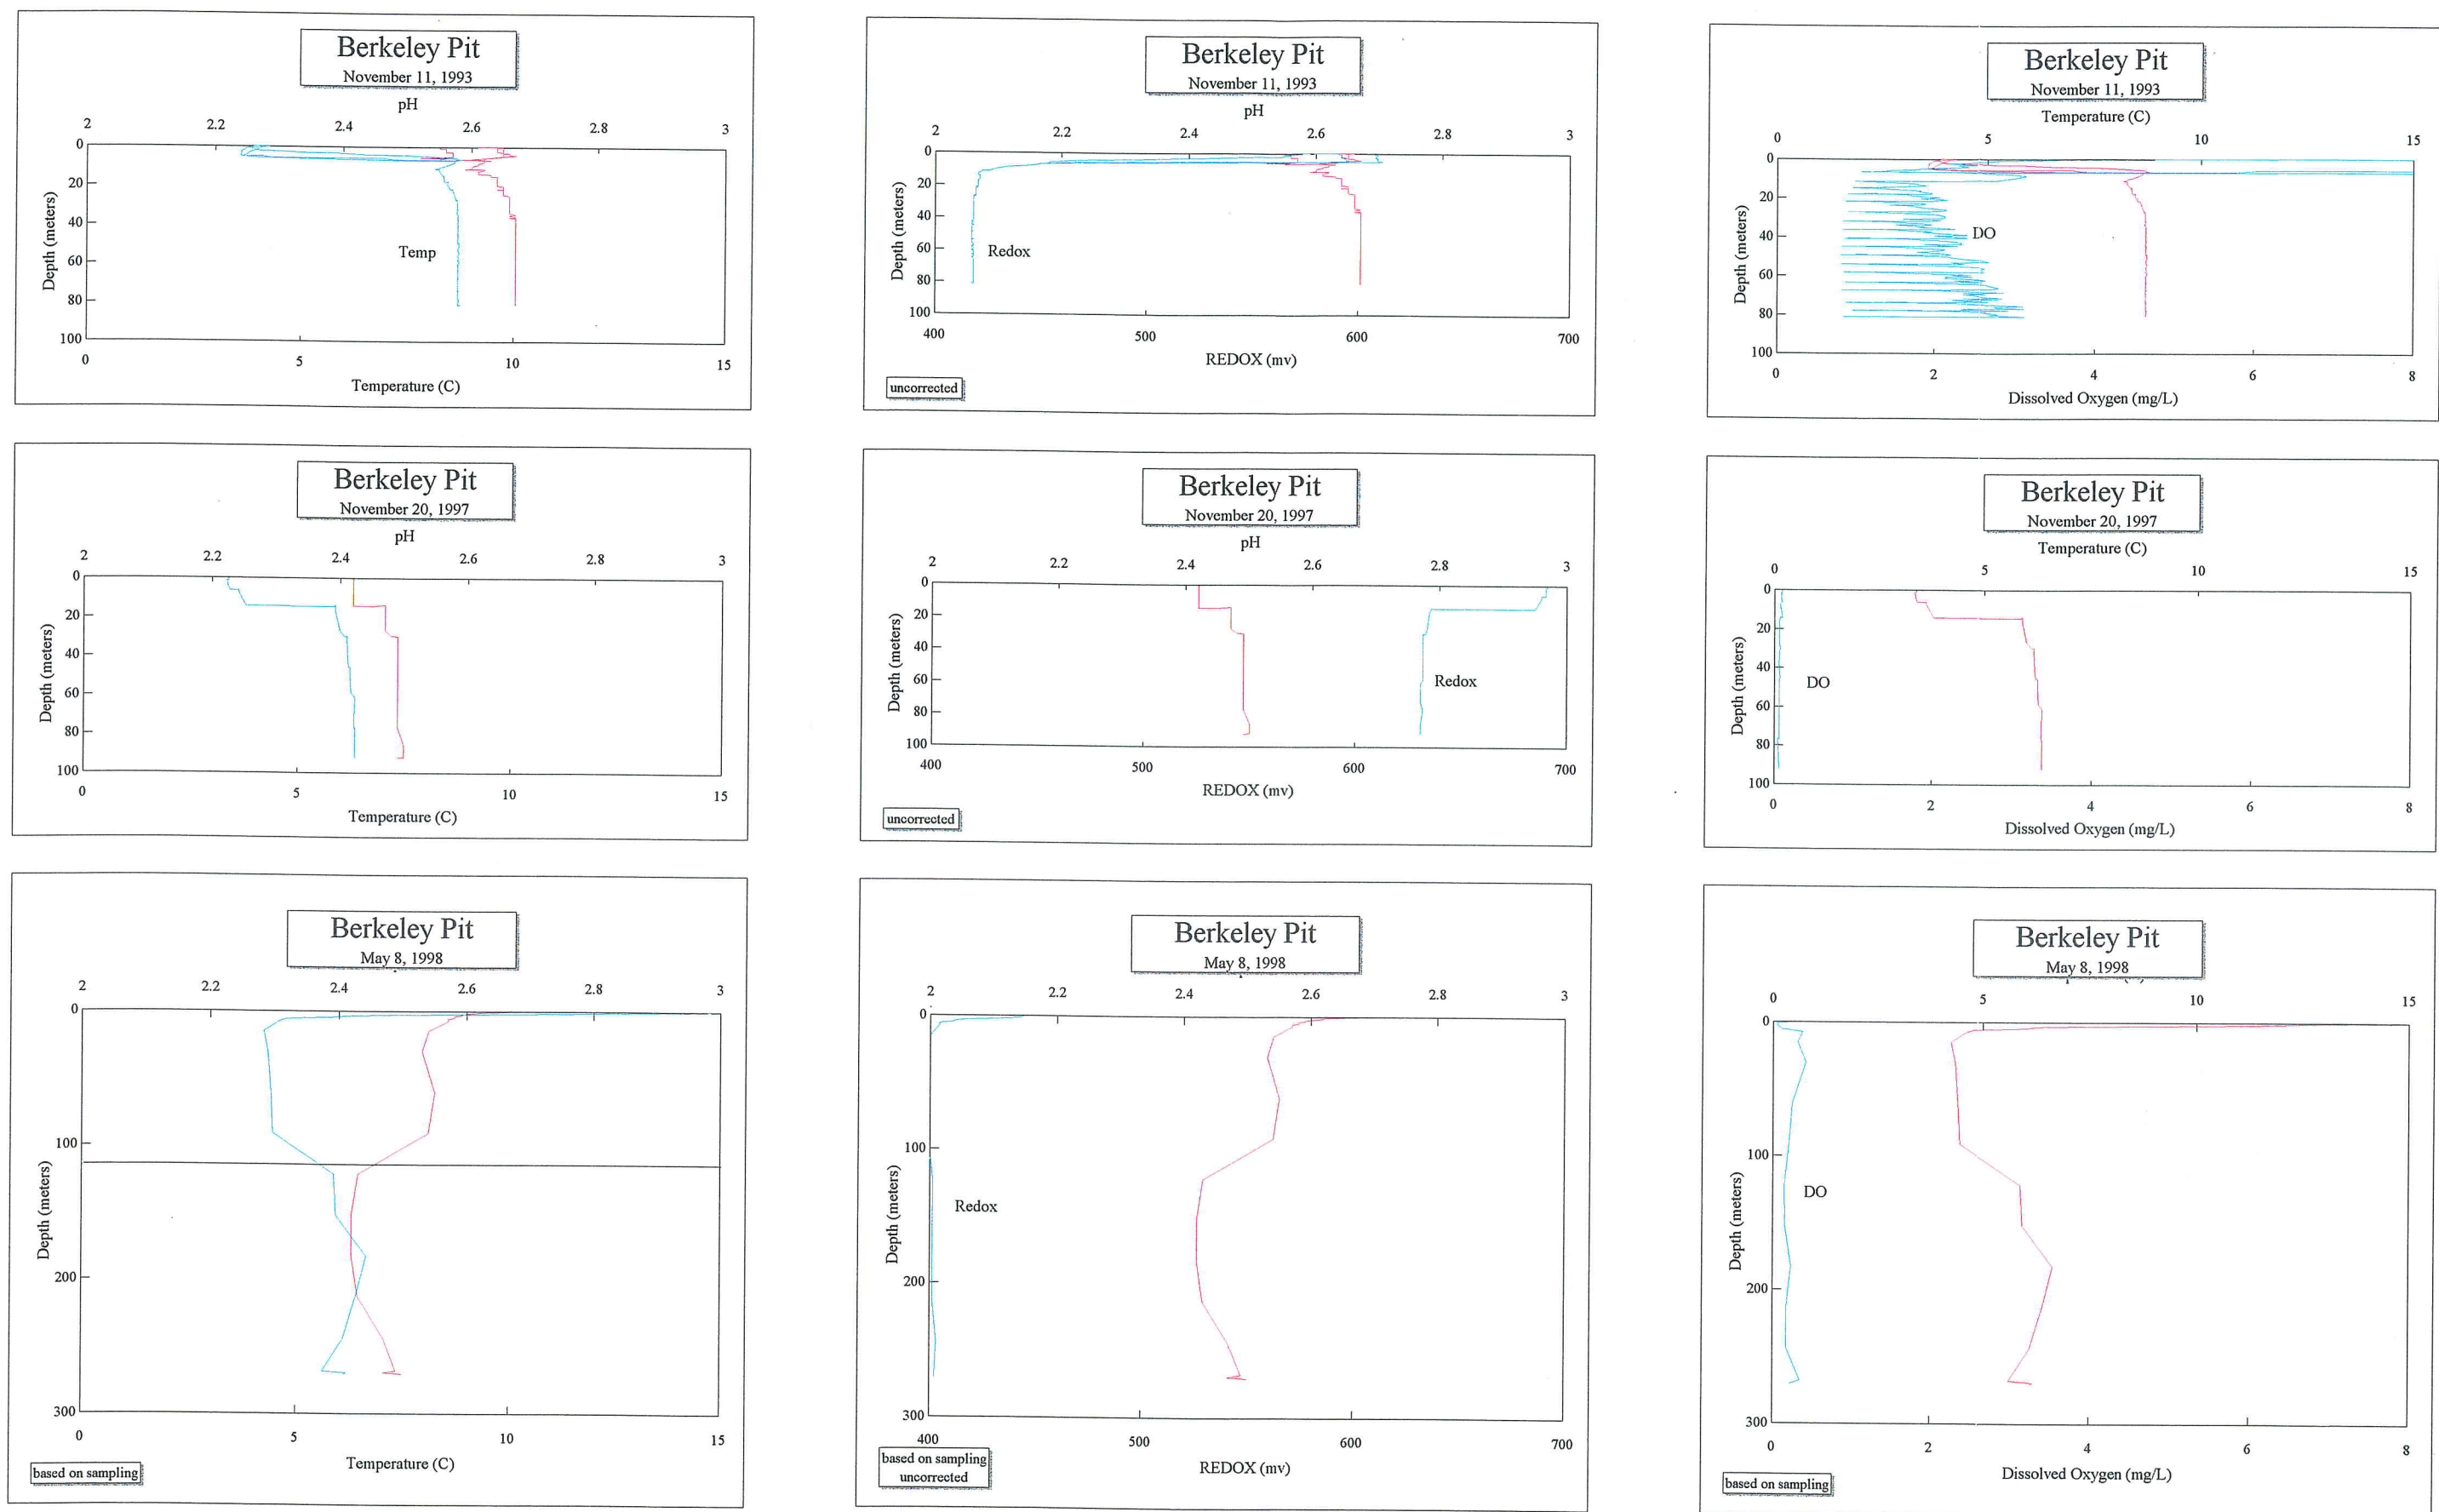 Berkeley Pit
November 11, 1993
pH
2 2.2 2.4 2.6 2.8 3
0
20
40
60
80
100
Depth (meters)
Temp
0 5 10 15
Temperature (C)
Berkeley Pit
November 11, 1993
pH
2 2.2 2.4 2.6 2.8 3
0
20
40
60
80
100
Depth (meters)
Redox
400 500 600 700
REDOX (mv)
uncorrected
Berkeley Pit
November 11, 1993
Temperature (C)
0 5 10 15
0
20
40
60
80
100
Depth (meters)
DO
0 2 4 6 8
Dissolved Oxygen (mg/L)
Berkeley Pit
November 20, 1997
pH
2 2.2 2.4 2.6 2.8 3
0
20
40
60
80
100
Depth (meters)
0 5 10 15
Temperature (C)
Berkeley Pit
November 20, 1997
pH
2 2.2 2.4 2.6 2.8 3
0
20
40
60
80
100
Depth (meters)
Redox
400 500 600 700
REDOX (mv)
uncorrected
Berkeley Pit
November 20, 1997
Temperature (C)
0 5 10 15
0
20
40
60
80
100
Depth (meters)
DO
0 2 4 6 8
Dissolved Oxygen (mg/L)
Berkeley Pit
May 8, 1998
2 2.2 2.4 2.6 2.8 3
0
100
200
300
Depth (meters)
0 5 10 15
Temperature (C)
based on sampling
Berkeley Pit
May 8, 1998
2 2.2 2.4 2.6 2.8 3
0
100
200
300
Depth (meters)
Redox
400 500 600 700
REDOX (mv)
based on sampling
uncorrected
Berkeley Pit
May 8, 1998
0 5 10 15
0
100
200
300
Depth (meters)
DO
0 2 4 6 8
Dissolved Oxygen (mg/L)
based on sampling